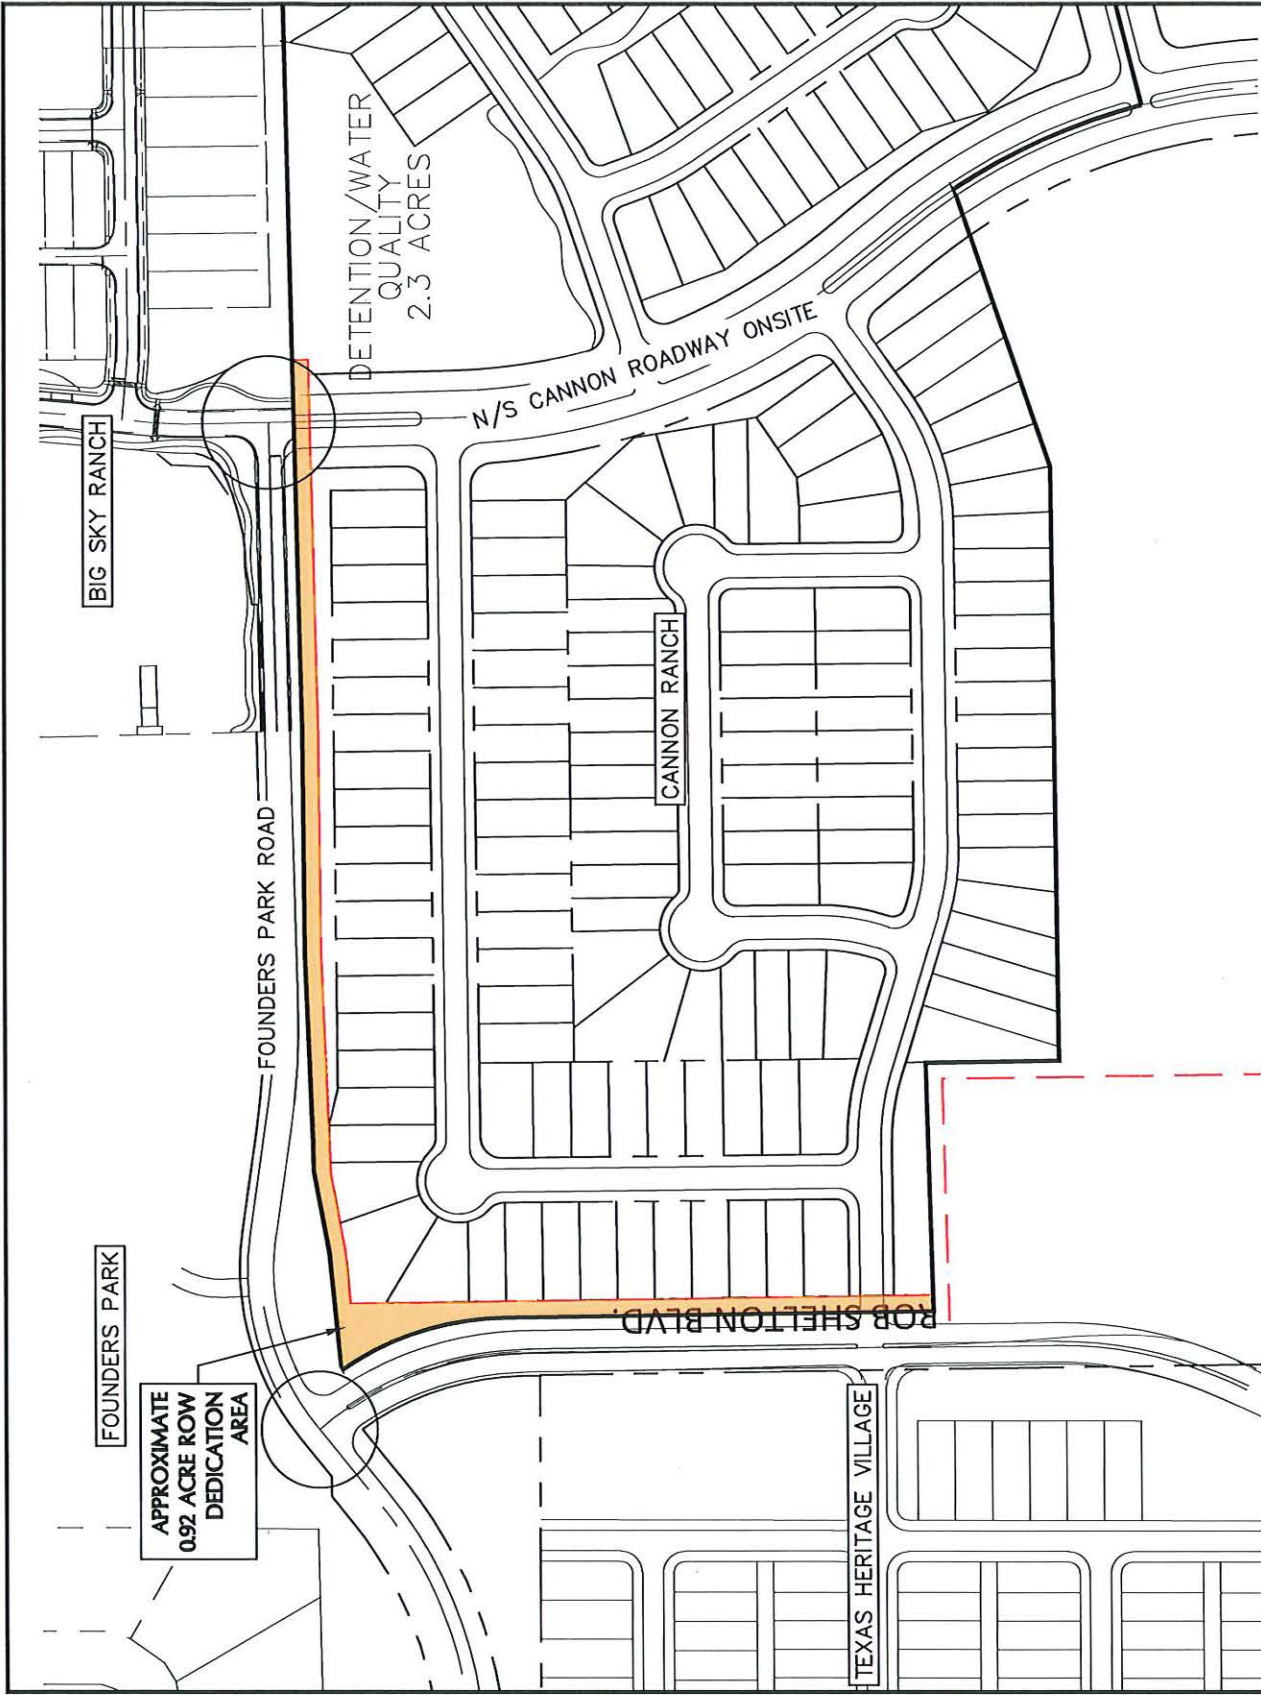 BIG SKY RANCH
DETENTION/WATER
QUALITY
2.3 ACRES
N/S CANNON ROADWAY ONSITE
FOUNDERS PARK ROAD
CANNON RANCH
FOUNDERS PARK
APPROXIMATE
0.92 ACRE ROW
DEDICATION
AREA
ROB SHELTON BLVD.
TEXAS HERITAGE VILLAGE